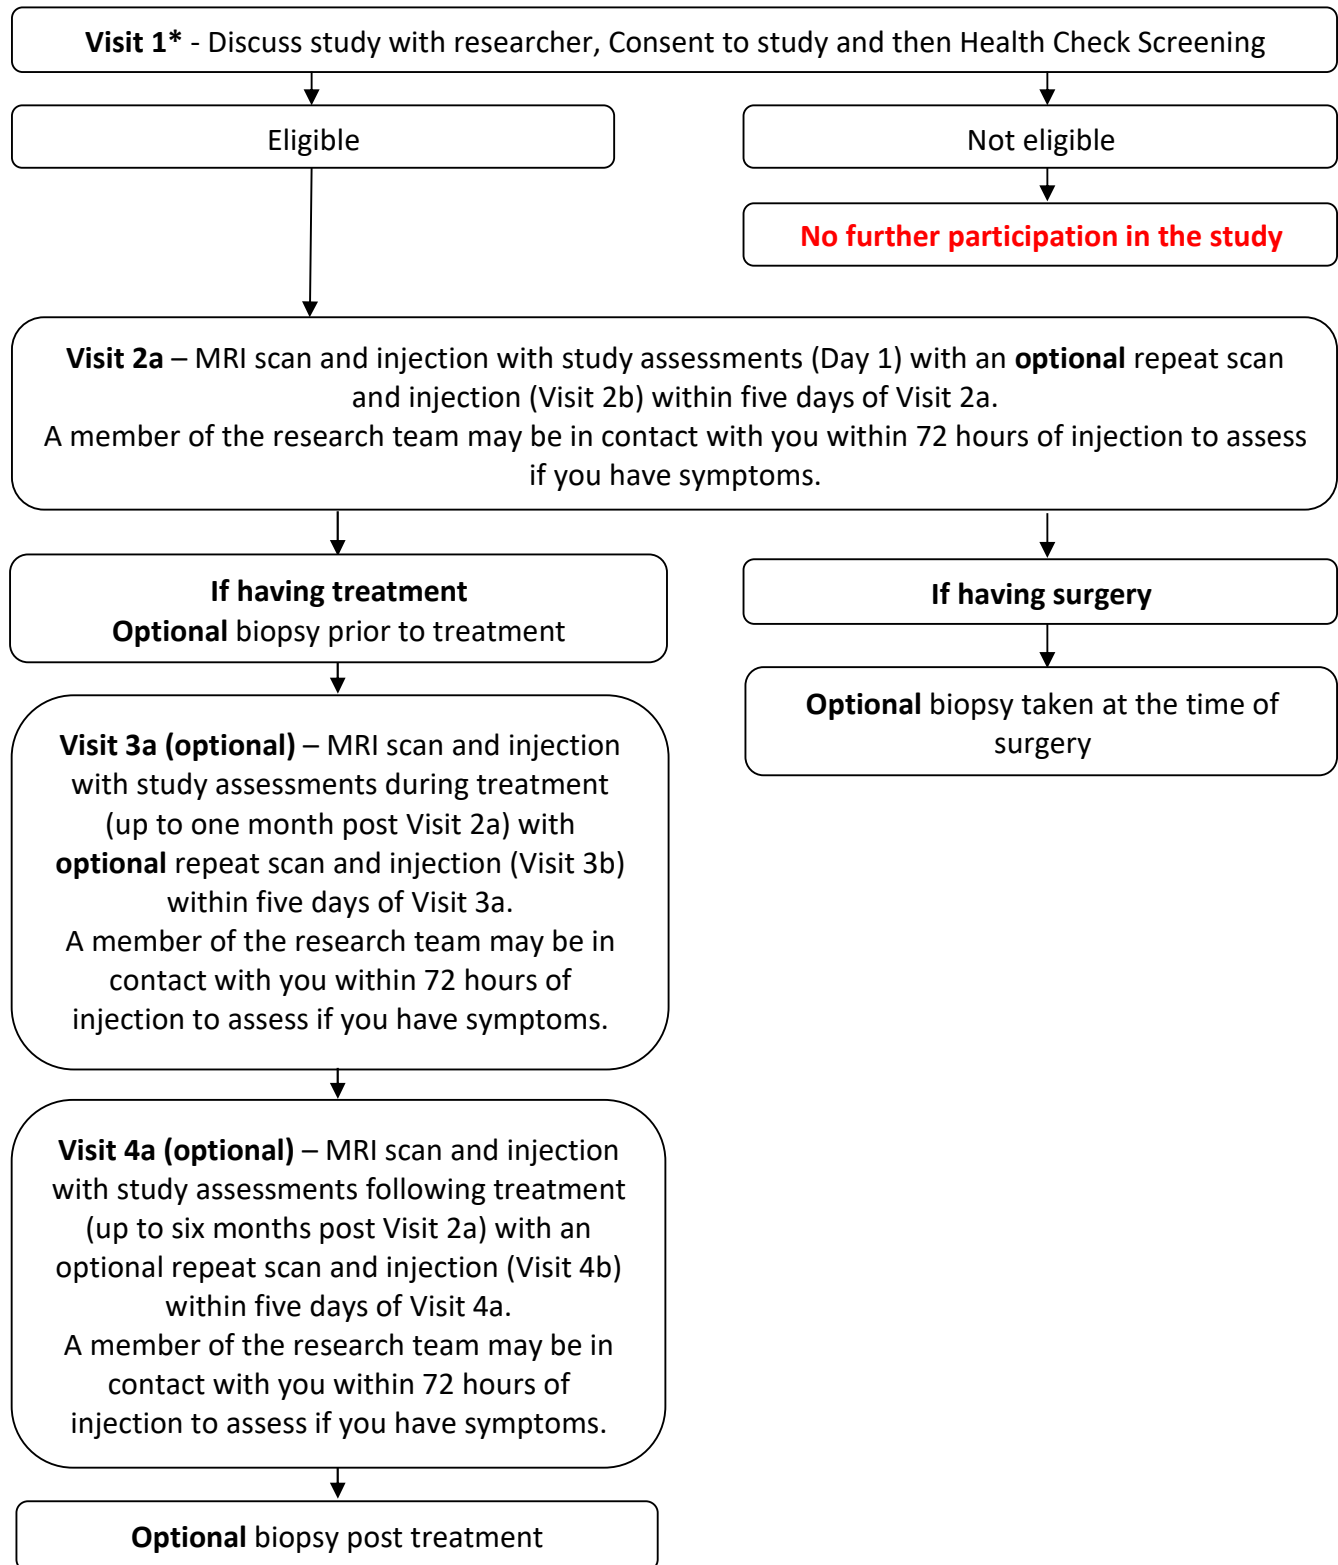 Visit 1* - Discuss study with researcher, Consent to study and then Health Check Screening
Eligible
Not eligible
No further participation in the study
Visit 2a – MRI scan and injection with study assessments (Day 1) with an optional repeat scan
and injection (Visit 2b) within five days of Visit 2a.
A member of the research team may be in contact with you within 72 hours of injection to assess
if you have symptoms.
If having treatment
Optional biopsy prior to treatment
If having surgery
Optional biopsy taken at the time of
surgery
Visit 3a (optional) – MRI scan and injection
with study assessments during treatment
(up to one month post Visit 2a) with
optional repeat scan and injection (Visit 3b)
within five days of Visit 3a.
A member of the research team may be in
contact with you within 72 hours of
injection to assess if you have symptoms.
Visit 4a (optional) – MRI scan and injection
with study assessments following treatment
(up to six months post Visit 2a) with an
optional repeat scan and injection (Visit 4b)
within five days of Visit 4a.
A member of the research team may be in
contact with you within 72 hours of
injection to assess if you have symptoms.
Optional biopsy post treatment